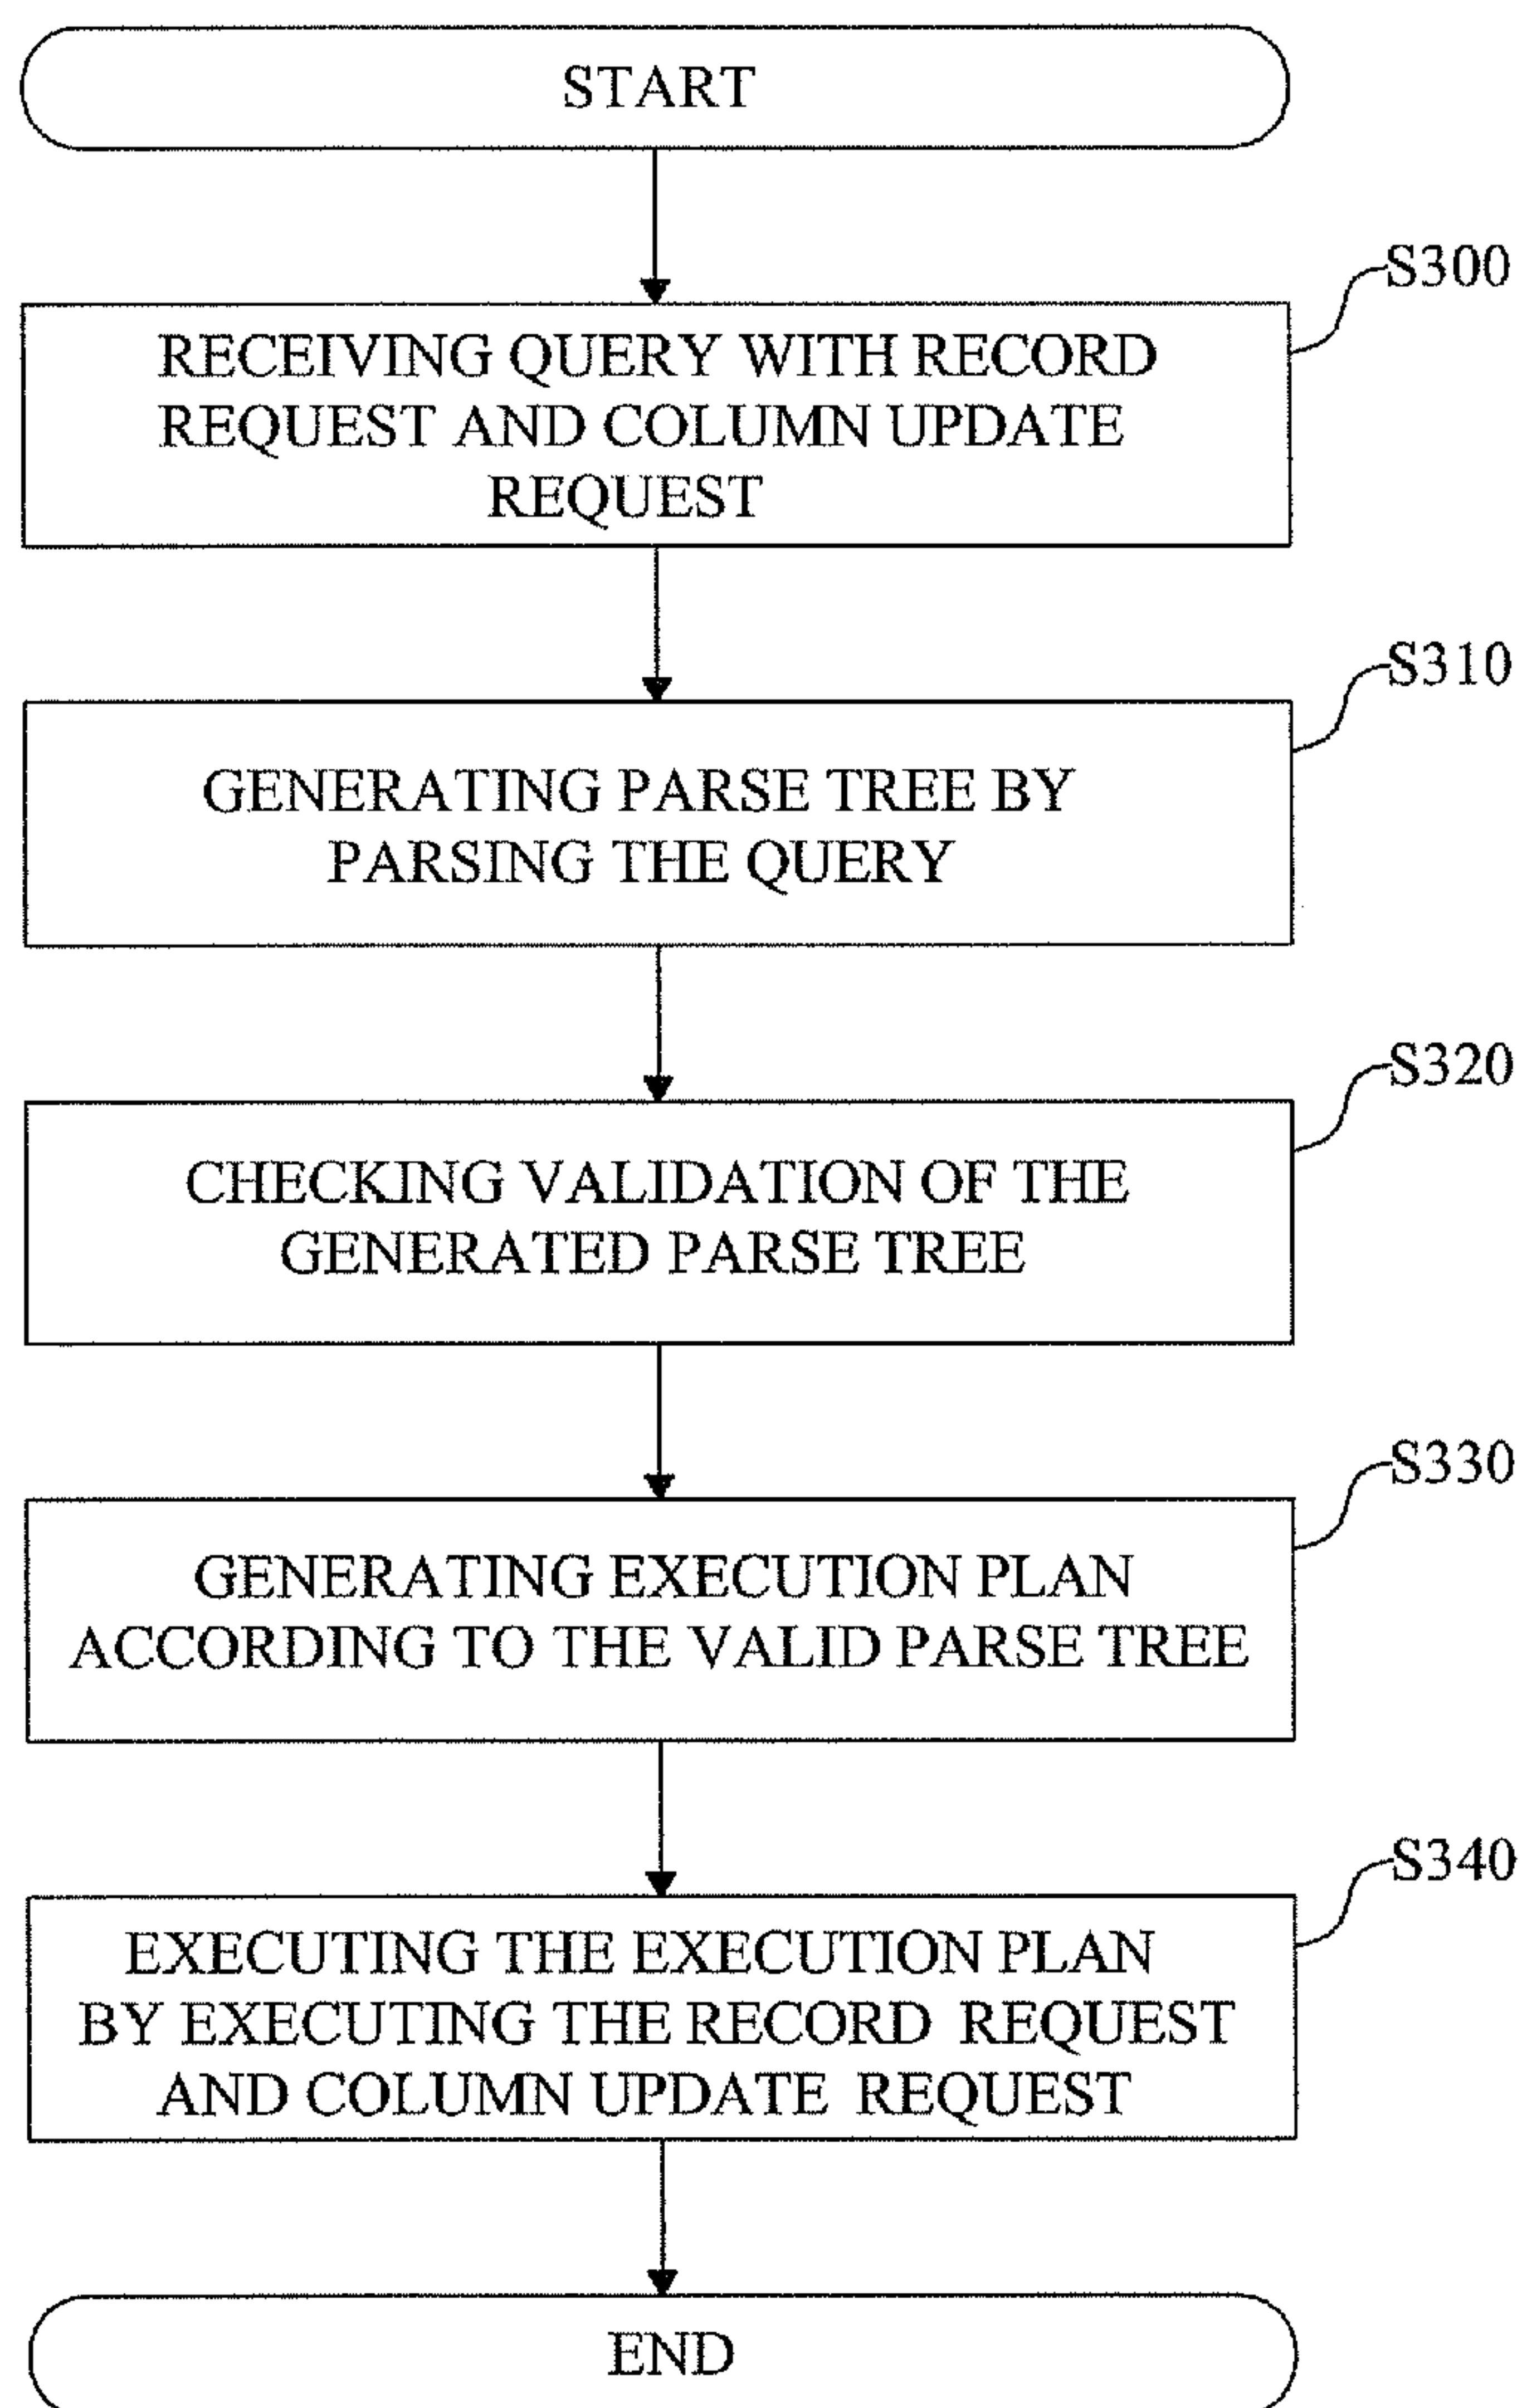 START
S300
RECEIVING QUERY WITH RECORD
REQUEST AND COLUMN UPDATE
REQUEST
S310
GENERATING PARSE TREE BY
PARSING THE QUERY
S320
CHECKING VALIDATION OF THE
GENERATED PARSE TREE
S330
GENERATING EXECUTION PLAN
ACCORDING TO THE VALID PARSE TREE
S340
EXECUTING THE EXECUTION PLAN
BY EXECUTING THE RECORD REQUEST
AND COLUMN UPDATE REQUEST
END